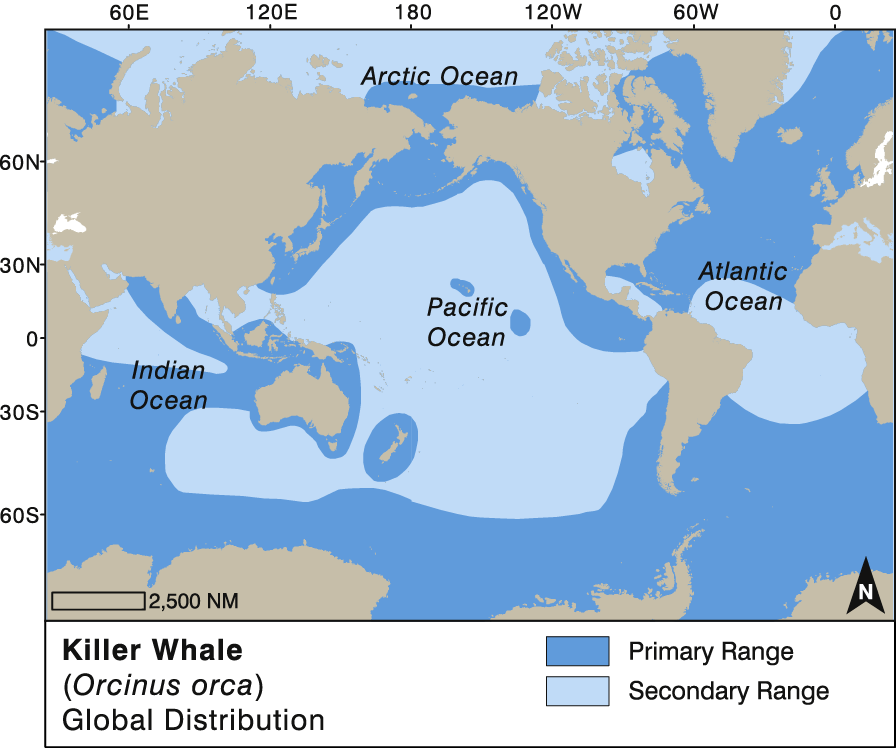 60E 120E 180 120W 60W 0
Arctic Ocean
60N
30N
Atlantic
Ocean
Pacific
Ocean
0
Indian
Ocean
30S
60S
N
2,500 NM
Killer Whale
(Orcinus orca)
Global Distribution
Primary Range
Secondary Range